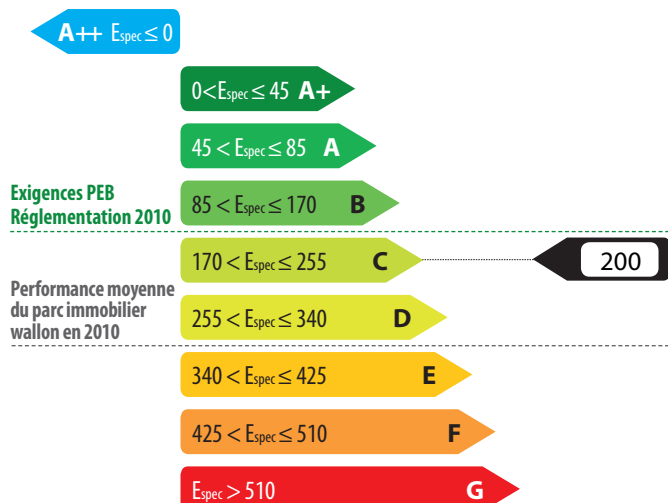 A++ Espec ≤ 0
0 < Espec ≤ 45 A+
45 < Espec ≤ 85 A
Exigences PEB
Réglementation 2010
85 < Espec ≤ 170 B
170 < Espec ≤ 255 C
200
Performance moyenne
du parc immobilier
wallon en 2010
255 < Espec ≤ 340 D
340 < Espec ≤ 425 E
425 < Espec ≤ 510 F
Espec > 510 G